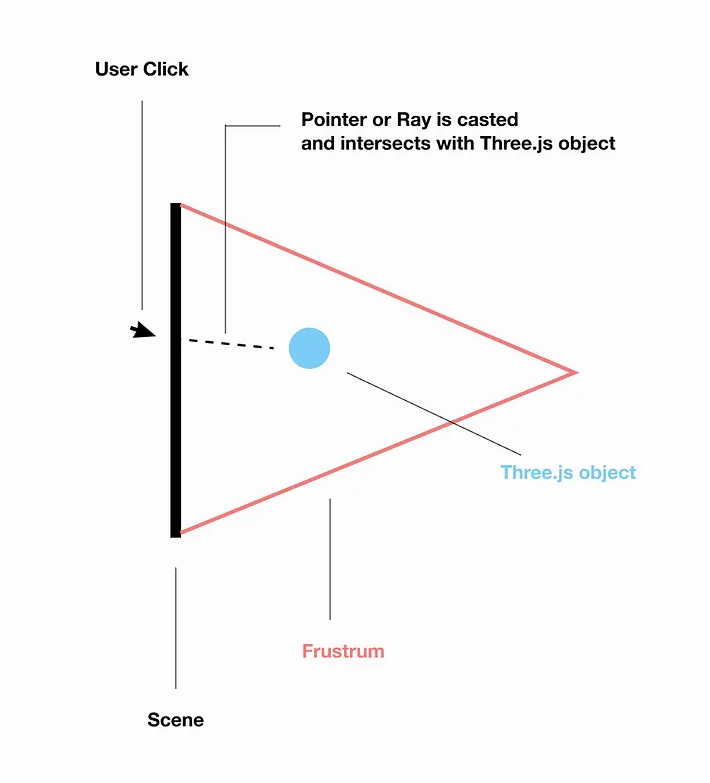 User Click
Pointer or Ray is casted
and intersects with Three.js object
Three.js object
Frustrum
Scene